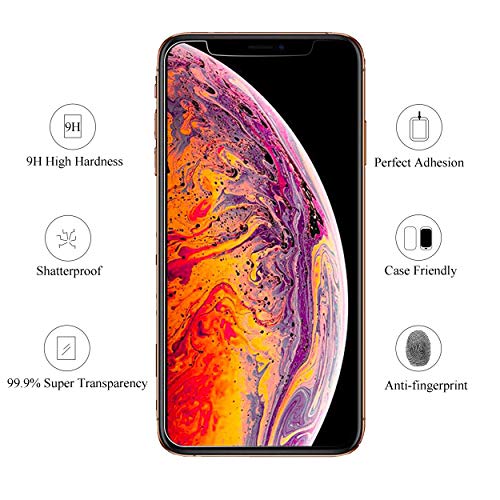 9H
9H High Hardness
Shatterproof
99.9% Super Transparency
Perfect Adhesion
Case Friendly
Anti-fingerprint